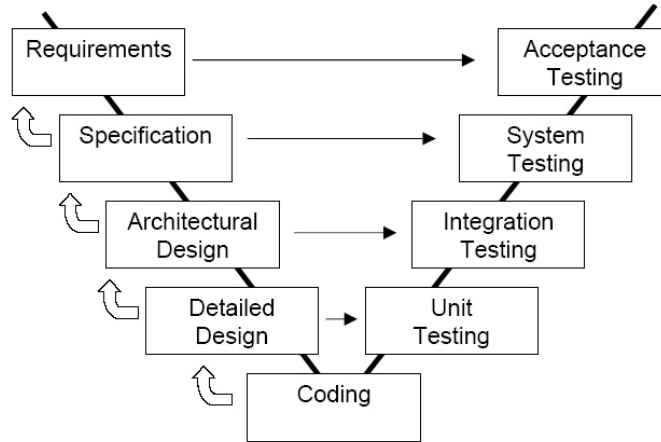 Requirements
Acceptance
Testing
Specification
System
Testing
Architectural
Design
Integration
Testing
Detailed
Design
Unit
Testing
Coding